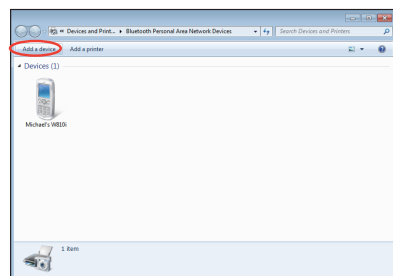 « Devices and Print... ▸ Bluetooth Personal Area Network Devices
Search Devices and Printers
Add a device Add a printer
Devices (1)
Michael's W810i
1 item